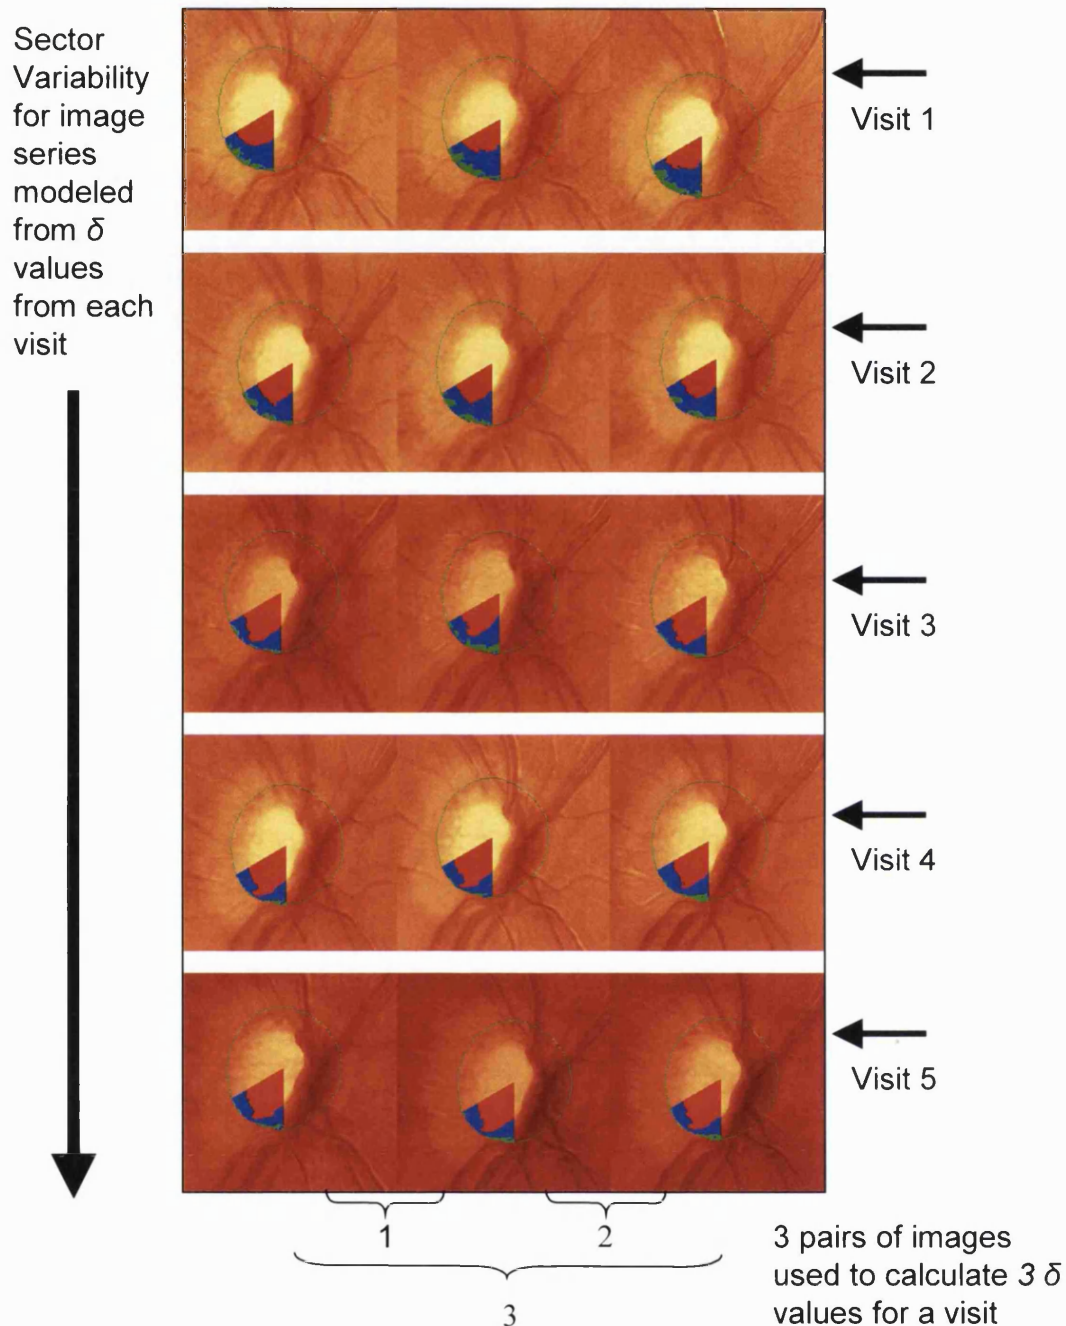 Sector
Variability
for image
series
modeled
from δ
values
from each
visit
Visit 1
Visit 2
Visit 3
Visit 4
Visit 5
1
2
3
3 pairs of images
used to calculate 3 δ
values for a visit